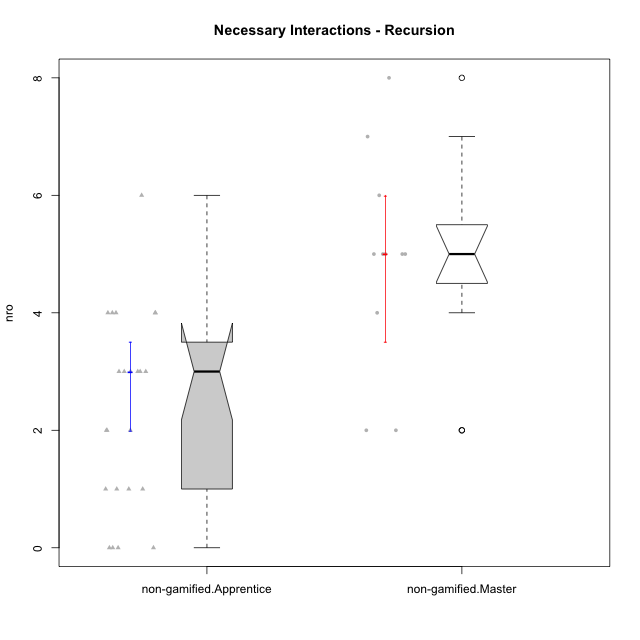 Necessary Interactions - Recursion
8
6
4
2
0
nro
non-gamified.Apprentice
non-gamified.Master